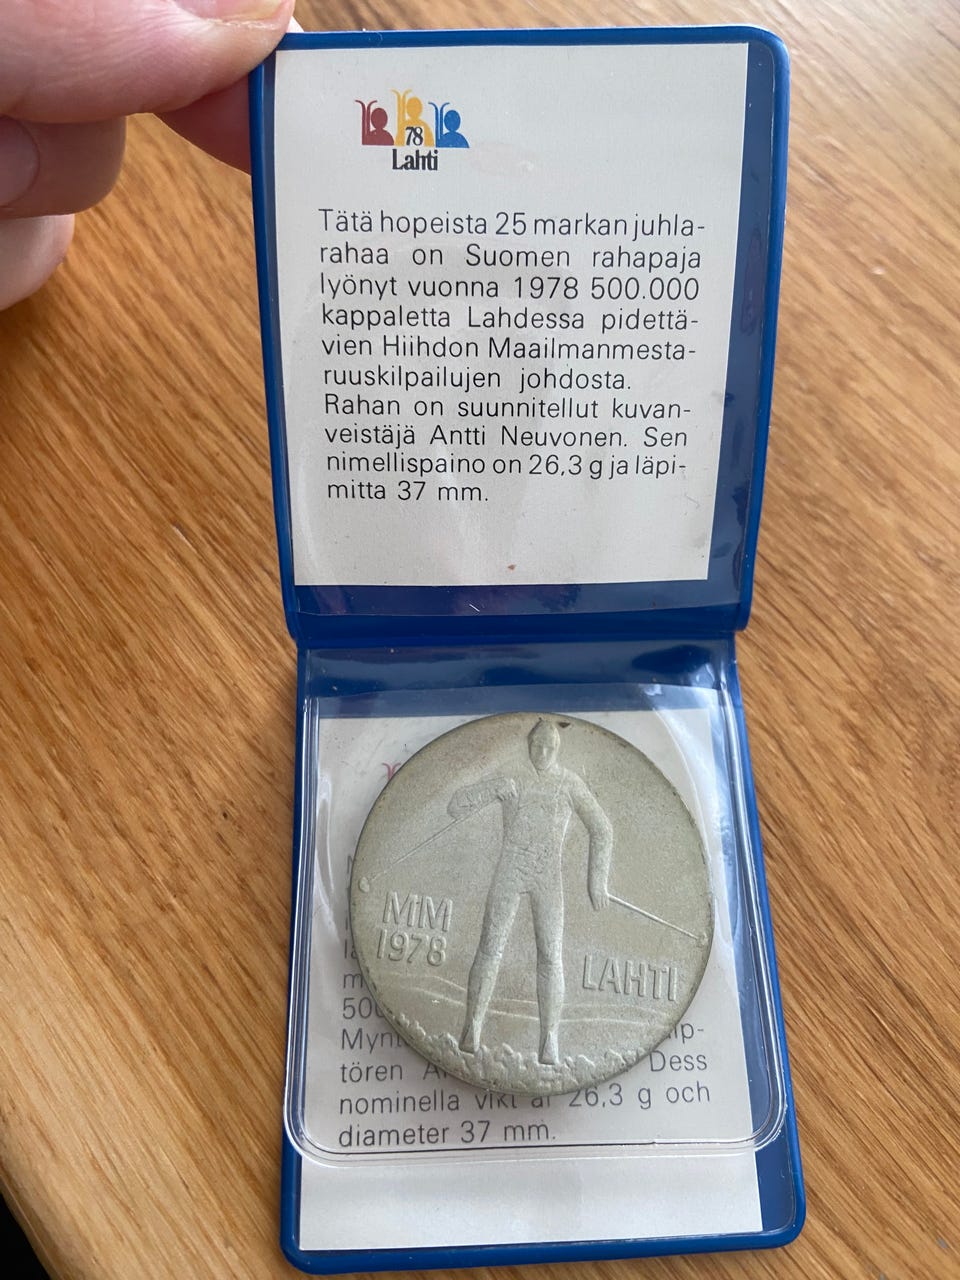 78
Lahti
Tätä hopeista 25 markan juhla-
rahaa on Suomen rahapaja
lyönyt vuonna 1978 500.000
kappaletta Lahdessa pidettä-
vien Hiihdon Maailmanmesta-
ruuskilpailujen johdosta.
Rahan on suunnitellut kuvan-
veistäjä Antti Neuvonen. Sen
nimellispaino on 26,3 g ja läpi-
mitta 37 mm.
MM
1978
LAHTI
tören
Dess
nominella vikt är 26,3 g och
diameter 37 mm.